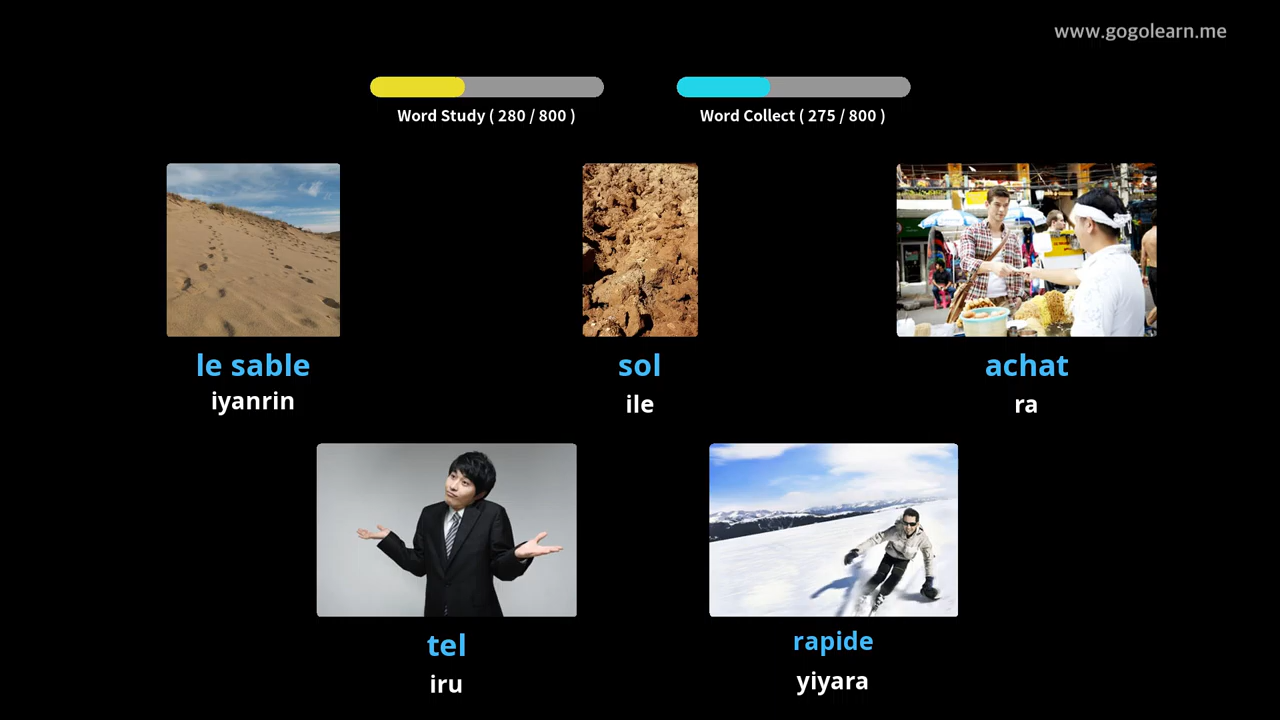 www.gogolearn.me
Word Study ( 280 / 800 )
Word Collect ( 275 / 800 )
le sable
iyanrin
sol
ile
achat
ra
tel
iru
rapide
yiyara